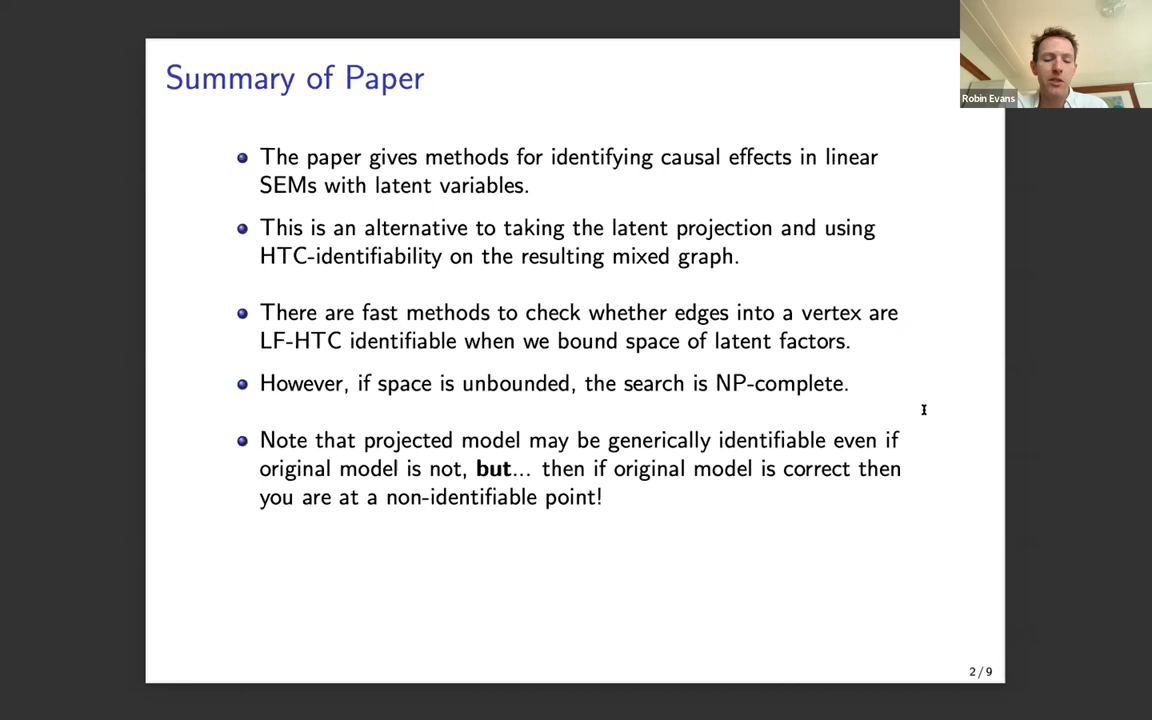 Summary of Paper
Robin Evans
The paper gives methods for identifying causal effects in linear
SEMs with latent variables.
This is an alternative to taking the latent projection and using
HTC-identifiability on the resulting mixed graph.
There are fast methods to check whether edges into a vertex are
LF-HTC identifiable when we bound space of latent factors.
However, if space is unbounded, the search is NP-complete.
Note that projected model may be generically identifiable even if
original model is not, but... then if original model is correct then
you are at a non-identifiable point!
2 / 9